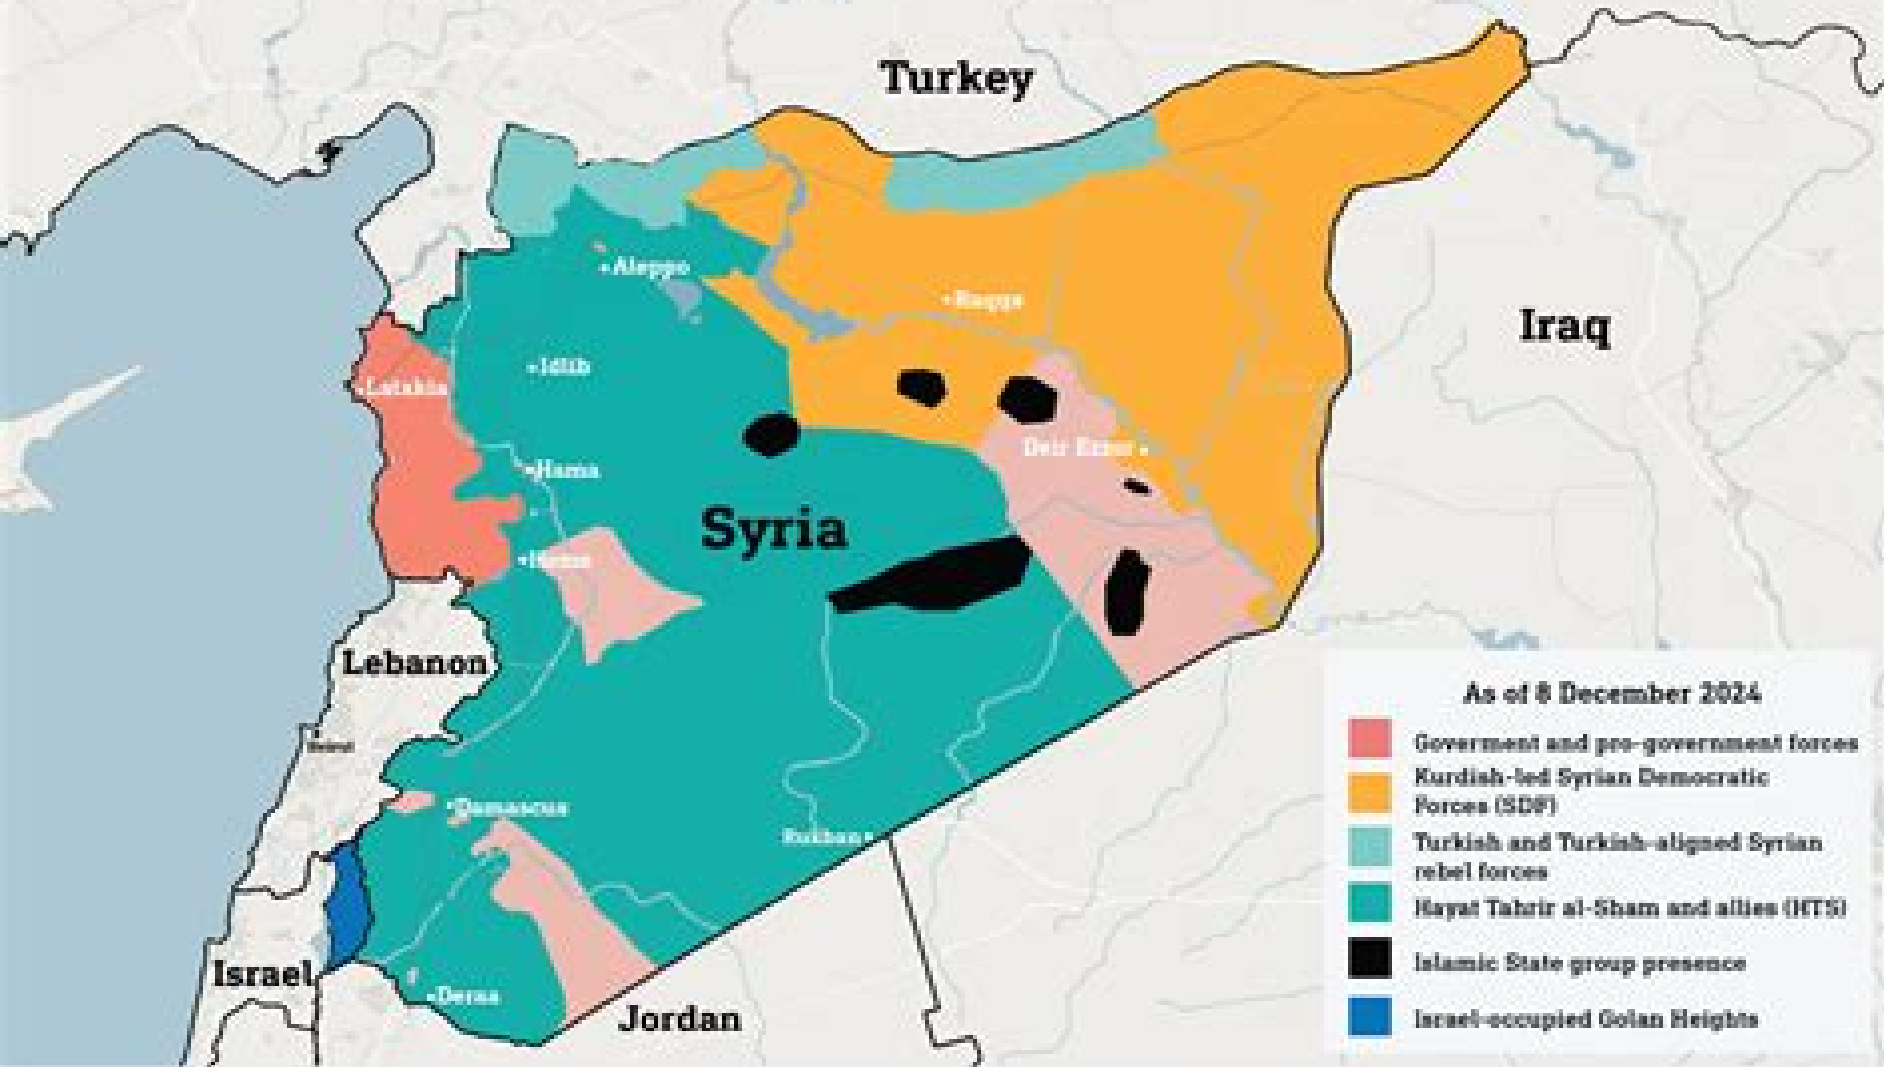 Turkey
Aleppo
Raqqa
Iraq
Idlib
Latakia
Deir Ezzor
Hama
Syria
Homs
Lebanon
Beirut
Damascus
Rukban
Israel
Deraa
Jordan
As of 8 December 2024
Goverment and pro-government forces
Kurdish-led Syrian Democratic
Forces (SDF)
Turkish and Turkish-aligned Syrian
rebel forces
Hayat Tahrir al-Sham and allies (HTS)
Islamic State group presence
Israel-occupied Golan Heights